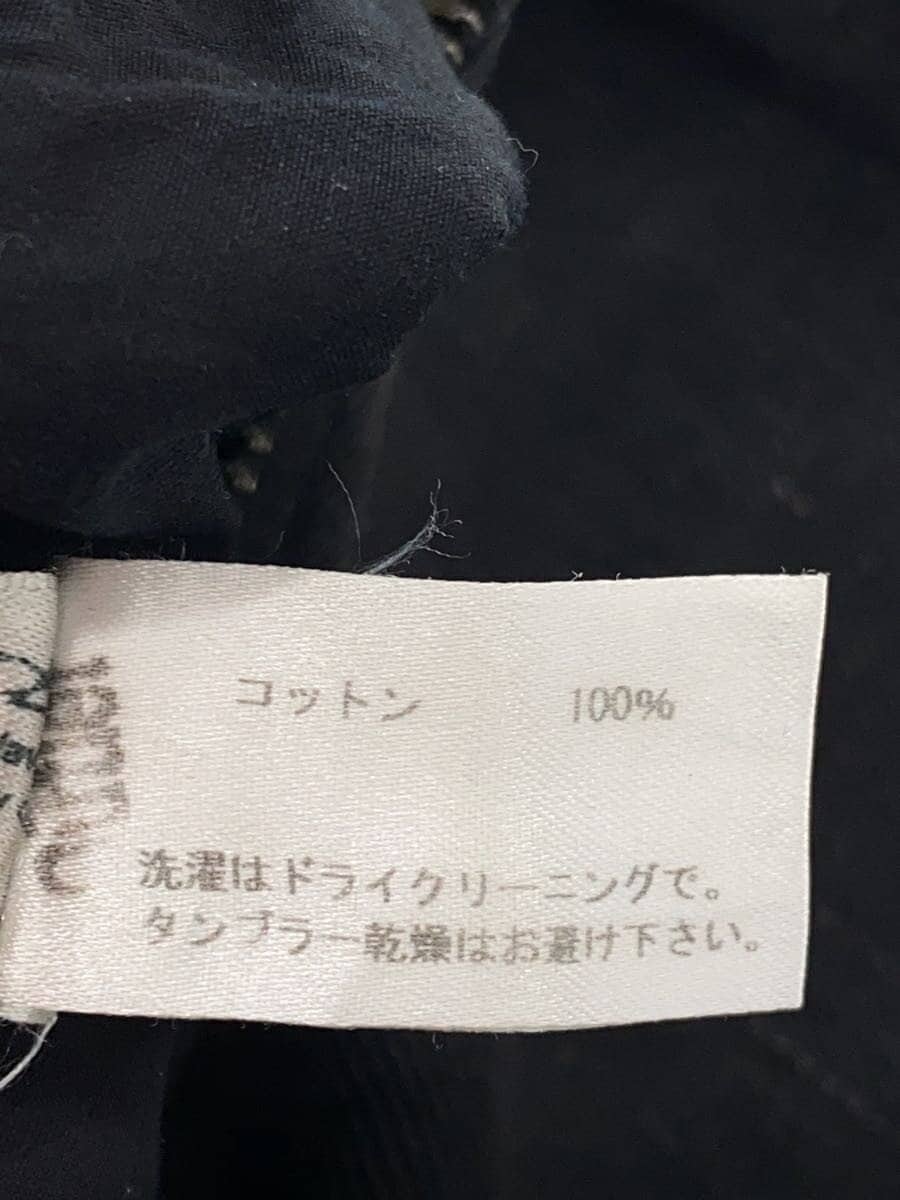 コットン 100%
洗濯はドライクリーニングで。
タンブラー乾燥はお避け下さい。